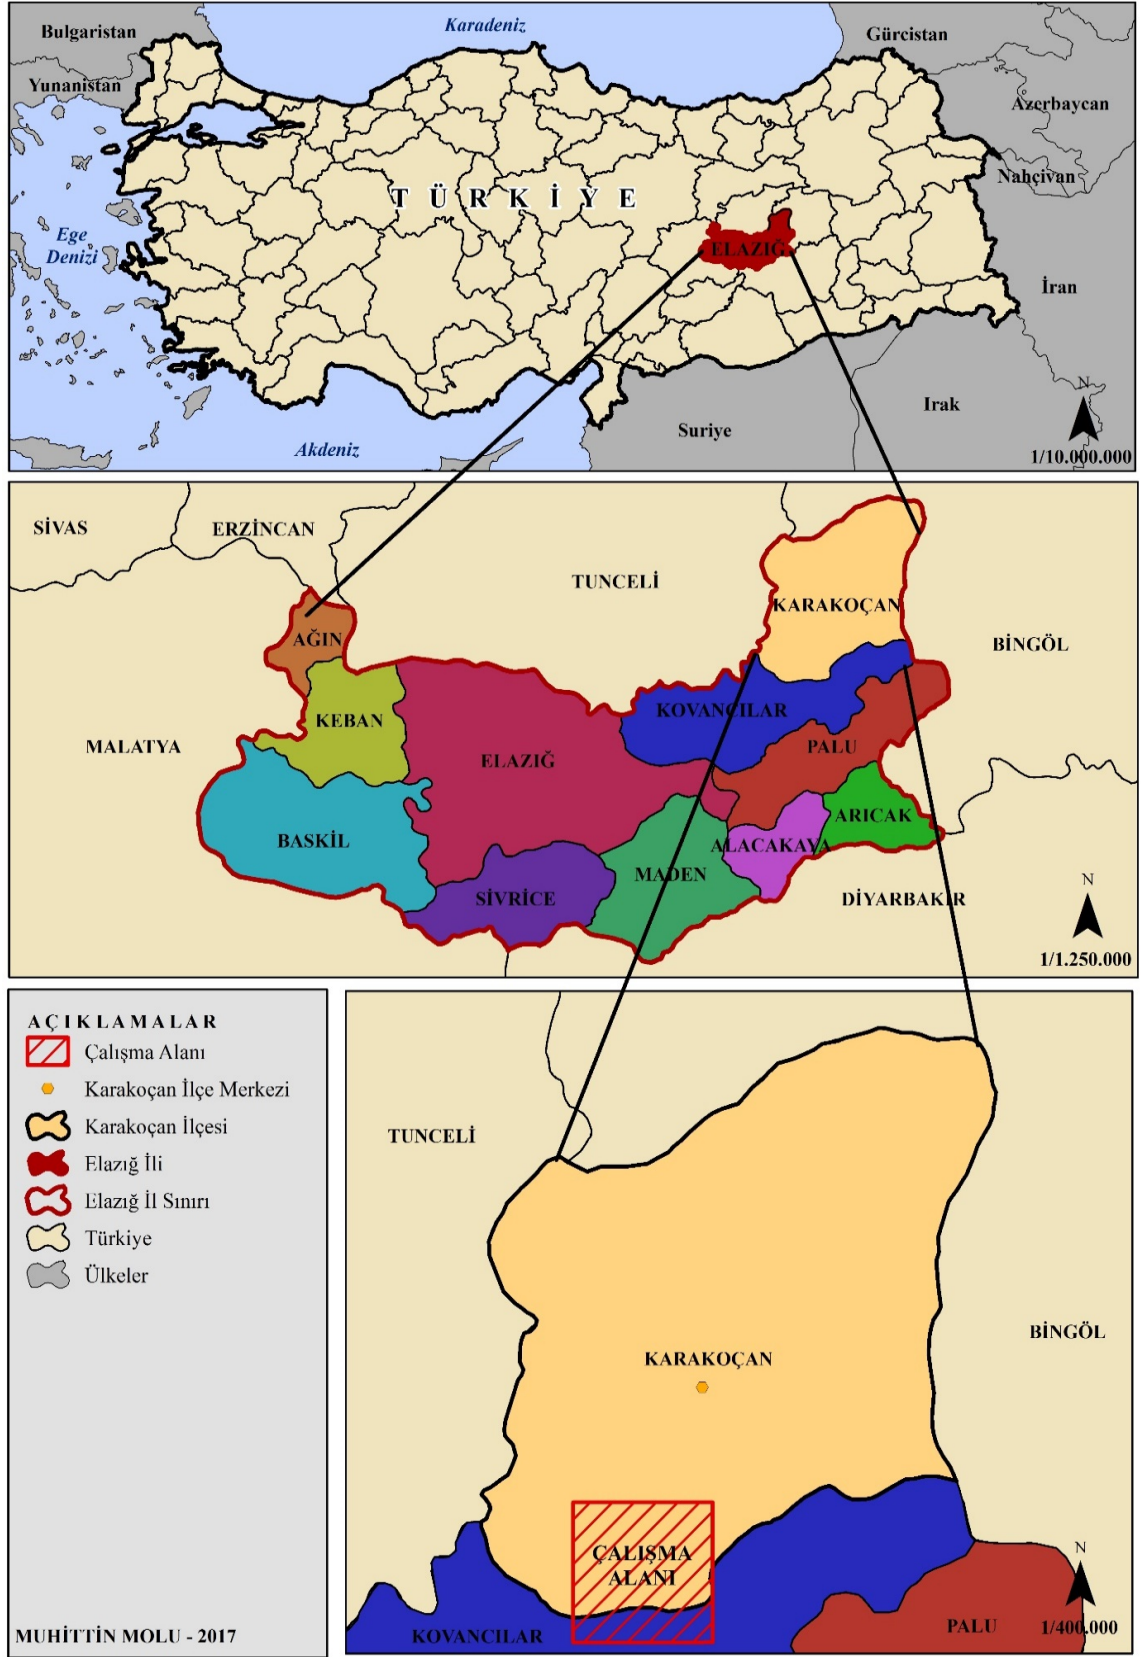 Bulgaristan
Karadeniz
Gürcistan
Yunanistan
Azerbaycan
Nahçivan
TÜRKİYE
Ege
Denizi
ELAZIĞ
İran
Irak
Suriye
Akdeniz
N
1/10.000.000
SİVAS
ERZİNCAN
TUNCELİ
KARAKOÇAN
BİNGÖL
AĞIN
KEBAN
KOVANCILAR
MALATYA
PALU
ELAZIĞ
ARICAK
BASKİL
ALACAKAYA
MADEN
SİVRİCE
DİYARBAKIR
N
1/1.250.000
AÇIKLAMALAR
Çalışma Alanı
Karakoçan İlçe Merkezi
Karakoçan İlçesi
Elazığ İli
Elazığ İl Sınırı
Türkiye
Ülkeler
MUHİTTİN MOLU - 2017
TUNCELİ
BİNGÖL
KARAKOÇAN
ÇALIŞMA
ALANI
KOVANCILAR
PALU
N
1/400.000